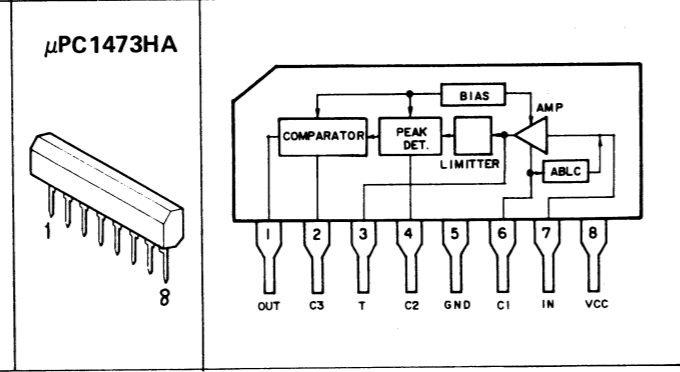 μPC1473HA
1
8
BIAS
AMP
COMPARATOR
PEAK
DET.
LIMITTER
ABLC
1 2 3 4 5 6 7 8
OUT C3 T C2 GND C1 IN VCC